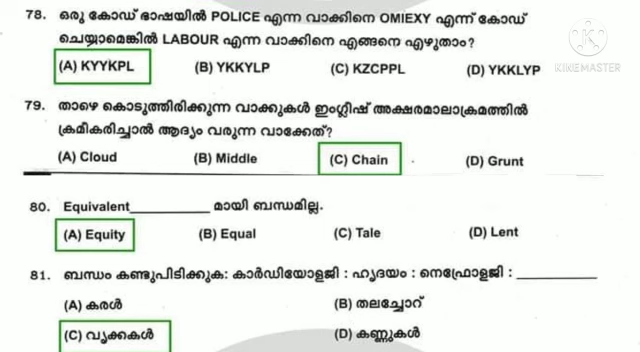 78. ഒരു കോഡ് ഭാഷയിൽ POLICE എന്ന വാക്കിനെ OMIEXY എന്ന് കോഡ്
ചെയ്യാമെങ്കിൽ LABOUR എന്ന വാക്കിനെ എങ്ങനെ എഴുതാം?
(A) KYYKPL (B) YKKYLP (C) KZCPPL (D) YKKLYP
KINEMASTER
79. താഴെ കൊടുത്തിരിക്കുന്ന വാക്കുകൾ ഇംഗ്ലീഷ് അക്ഷരമാലാക്രമത്തിൽ
ക്രമീകരിച്ചാൽ ആദ്യം വരുന്ന വാക്കേത്?
(A) Cloud (B) Middle (C) Chain (D) Grunt
80. Equivalent____________ മായി ബന്ധമില്ല.
(A) Equity (B) Equal (C) Tale (D) Lent
81. ബന്ധം കണ്ടുപിടിക്കുക: കാർഡിയോളജി : ഹൃദയം : നെഫ്രോളജി : ____________
(A) കരൾ (B) തലച്ചോറ്
(C) വൃക്കകൾ (D) കണ്ണുകൾ